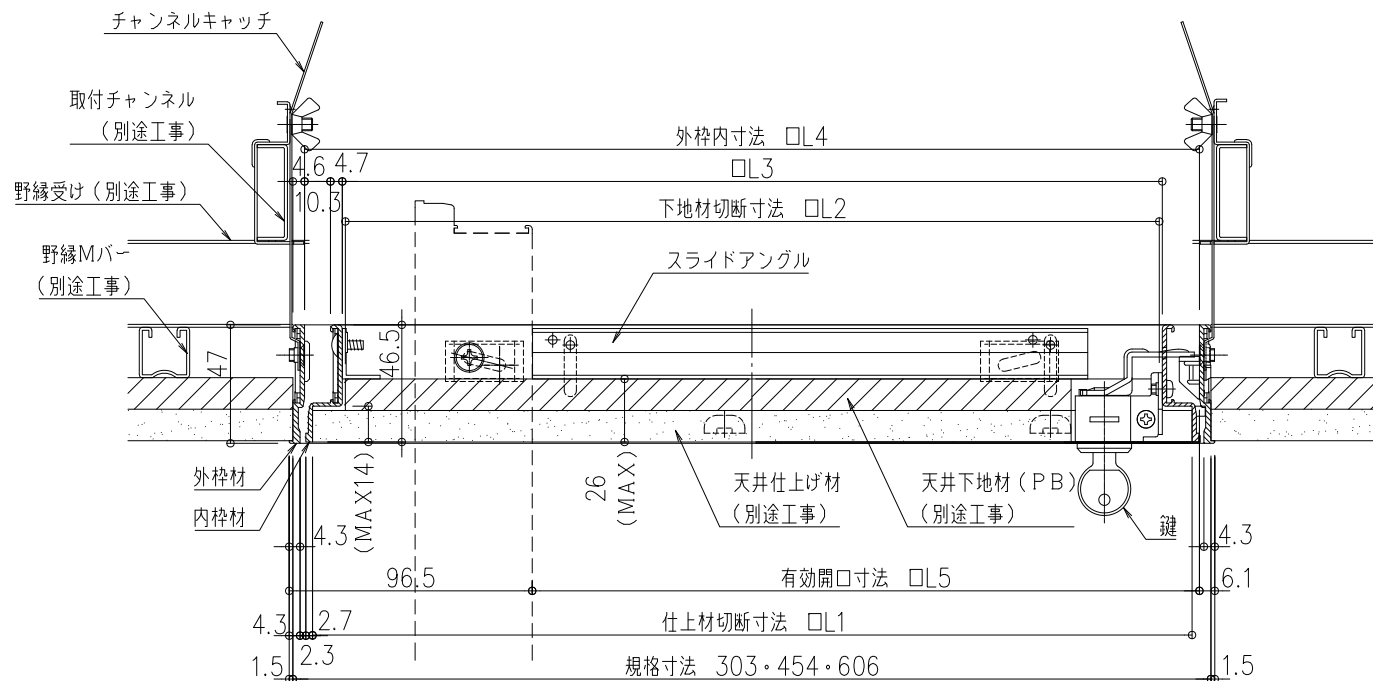 チャンネルキャッチ
取付チャンネル
（別途工事）
外枠内寸法 □L4
4.6
4.7
□L3
野縁受け（別途工事）
10.3
下地材切断寸法 □L2
野縁Mバー
（別途工事）
スライドアングル
47
46.5
外枠材
内枠材
(MAX14)
26
(MAX)
天井仕上げ材
（別途工事）
天井下地材（PB）
（別途工事）
鍵
4.3
4.3
96.5
有効開口寸法 □L5
6.1
4.3
2.7
仕上材切断寸法 □L1
2.3
1.5
規格寸法 303・454・606
1.5